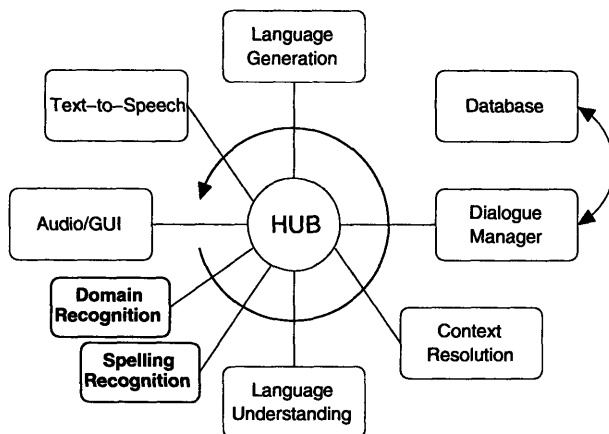 Language
Generation
Text–to–Speech
Database
Audio/GUI
HUB
Dialogue
Manager
Domain
Recognition
Spelling
Recognition
Context
Resolution
Language
Understanding